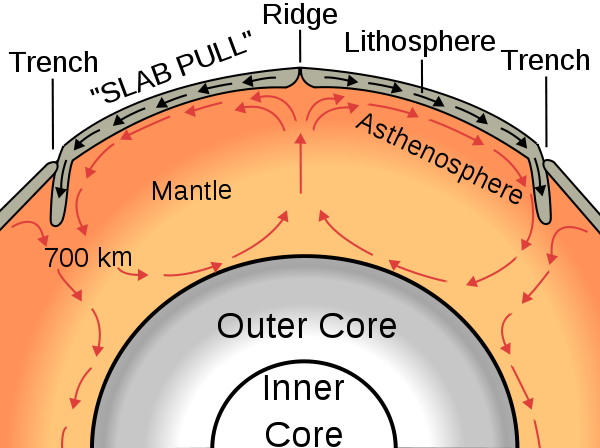 Ridge
Trench
"SLAB PULL"
Lithosphere
Trench
Asthenosphere
Mantle
700 km
Outer Core
Inner
Core